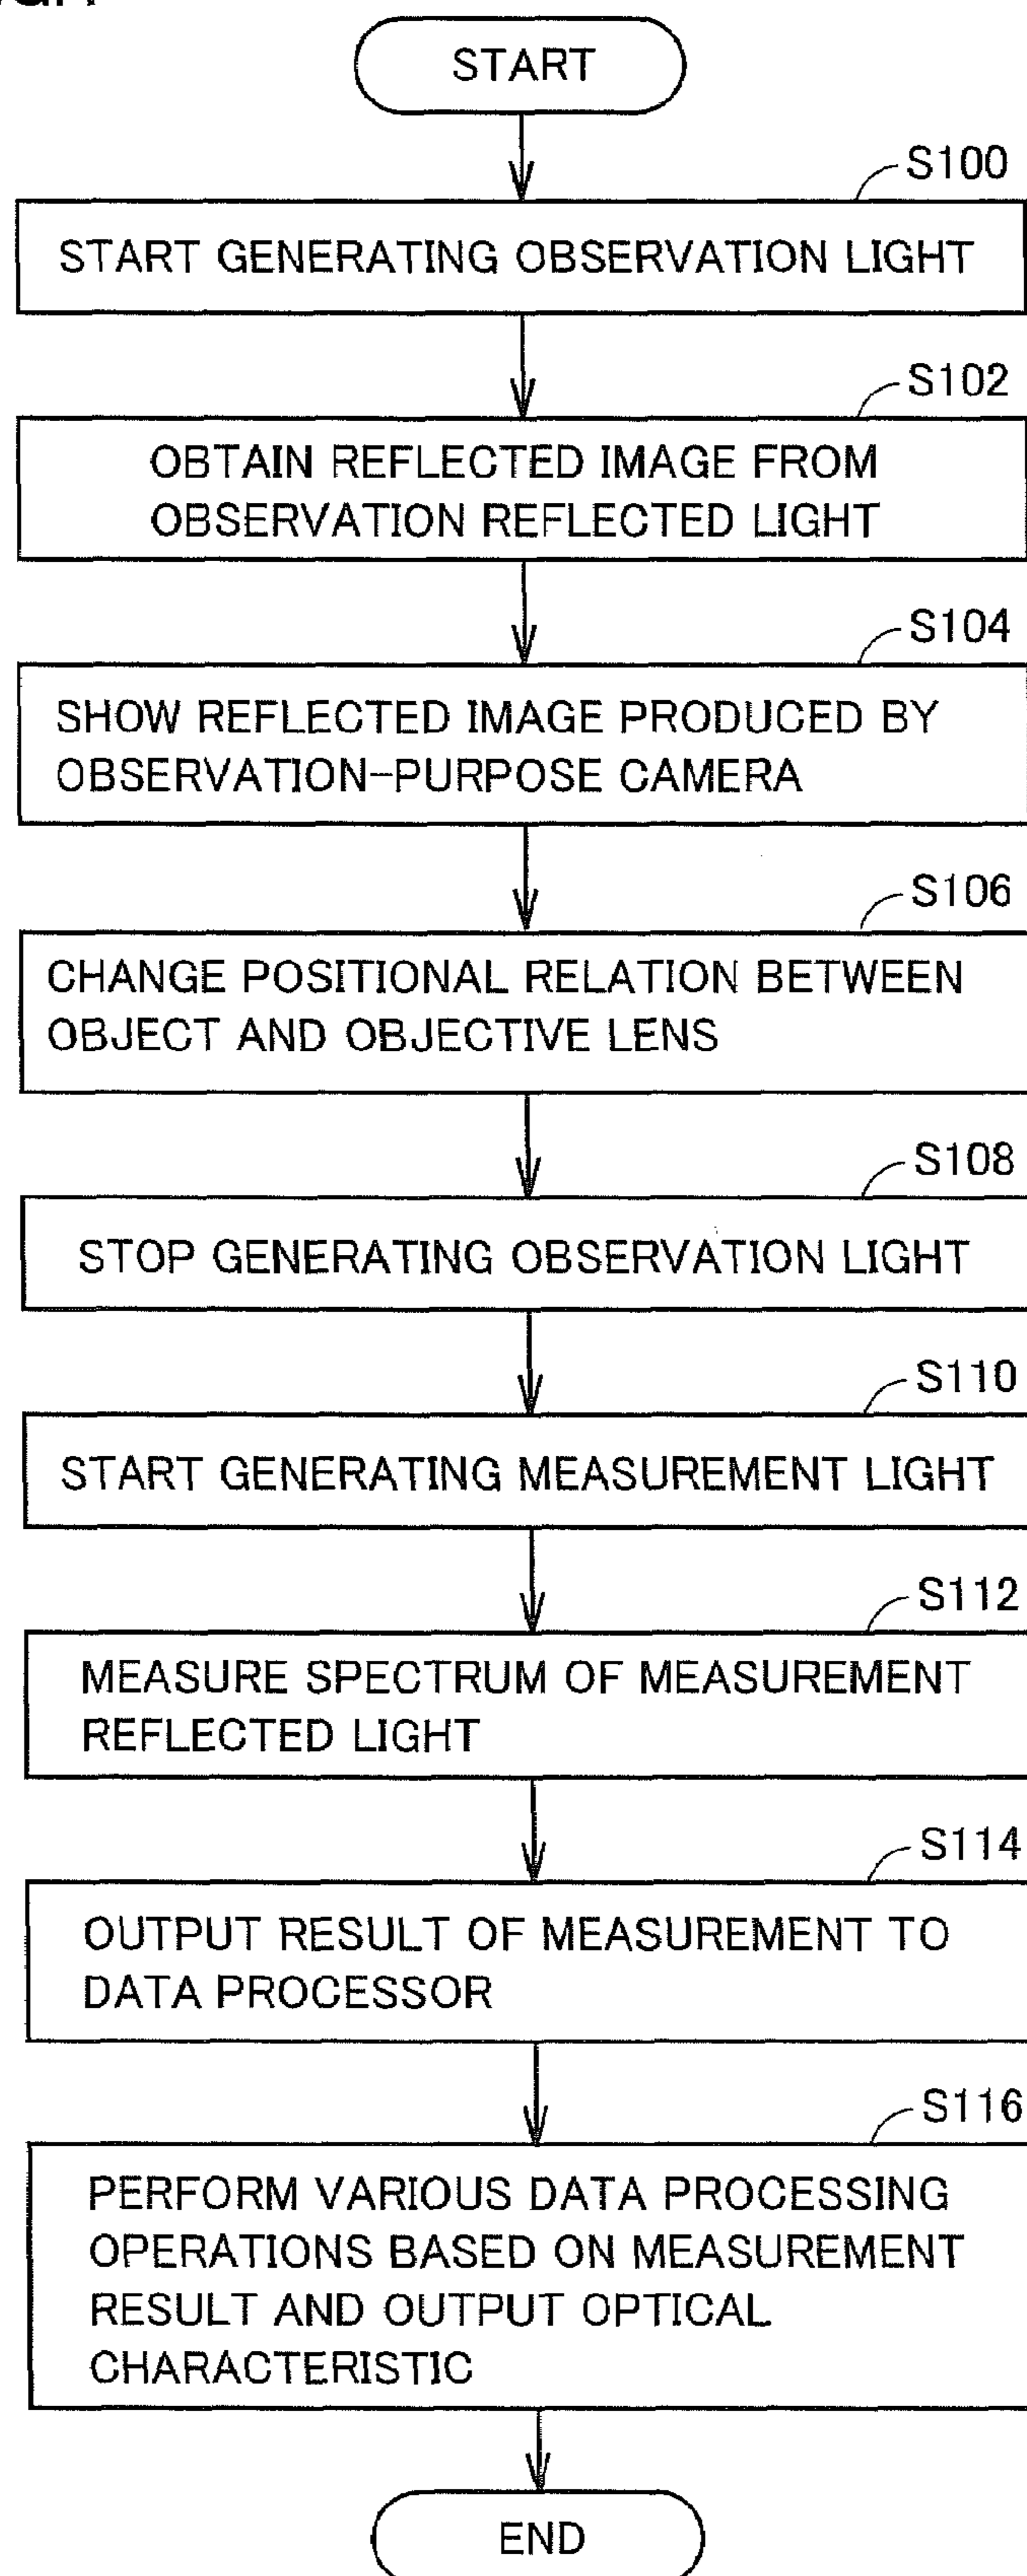 START
S100
START GENERATING OBSERVATION LIGHT
S102
OBTAIN REFLECTED IMAGE FROM
OBSERVATION REFLECTED LIGHT
S104
SHOW REFLECTED IMAGE PRODUCED BY
OBSERVATION-PURPOSE CAMERA
S106
CHANGE POSITIONAL RELATION BETWEEN
OBJECT AND OBJECTIVE LENS
S108
STOP GENERATING OBSERVATION LIGHT
S110
START GENERATING MEASUREMENT LIGHT
S112
MEASURE SPECTRUM OF MEASUREMENT
REFLECTED LIGHT
S114
OUTPUT RESULT OF MEASUREMENT TO
DATA PROCESSOR
S116
PERFORM VARIOUS DATA PROCESSING
OPERATIONS BASED ON MEASUREMENT
RESULT AND OUTPUT OPTICAL
CHARACTERISTIC
END